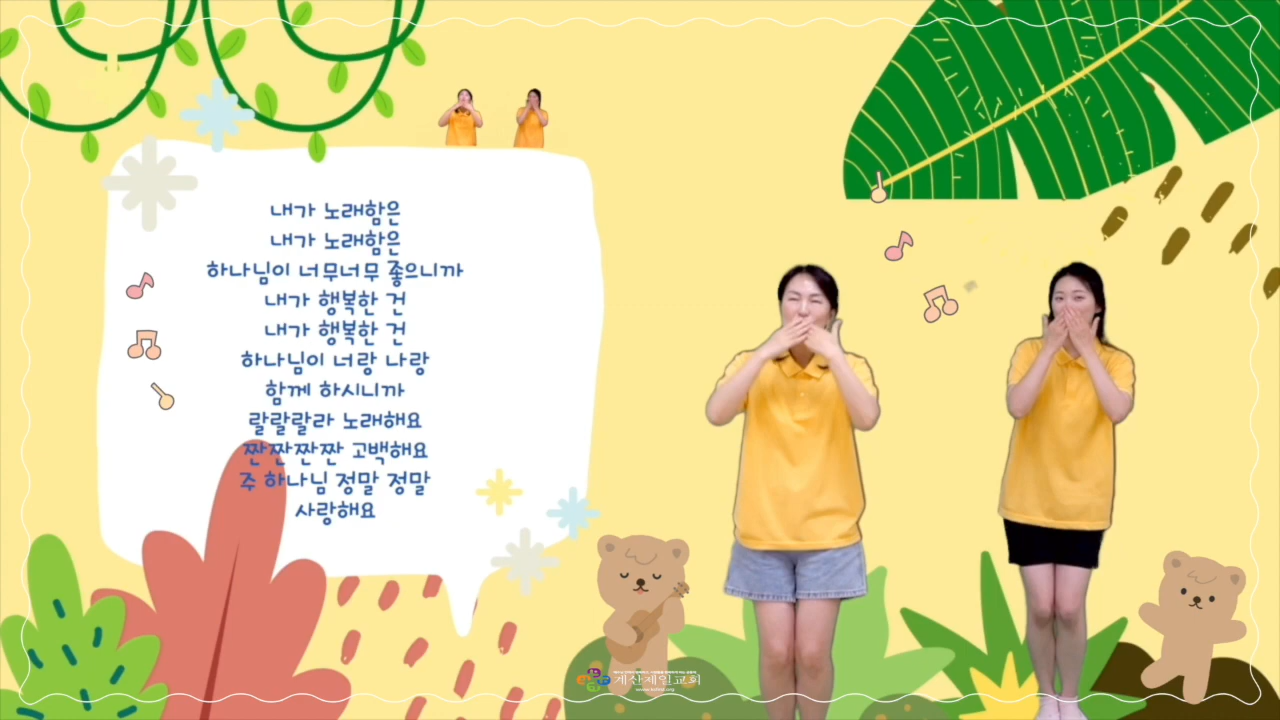 내가 노래함은
내가 노래함은
하나님이 너무너무 좋으니까
내가 행복한 건
내가 행복한 건
하나님이 너랑 나랑
함께 하시니까
랄랄랄라 노래해요
짠짠짠짠 고백해요
주 하나님 정말 정말
사랑해요
계산제일교회